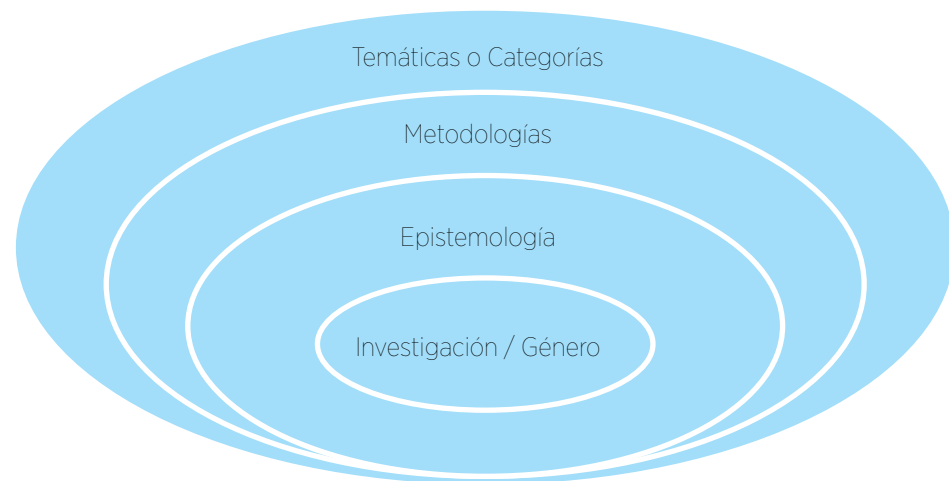 Temáticas o Categorías
Metodologías
Epistemología
Investigación / Género